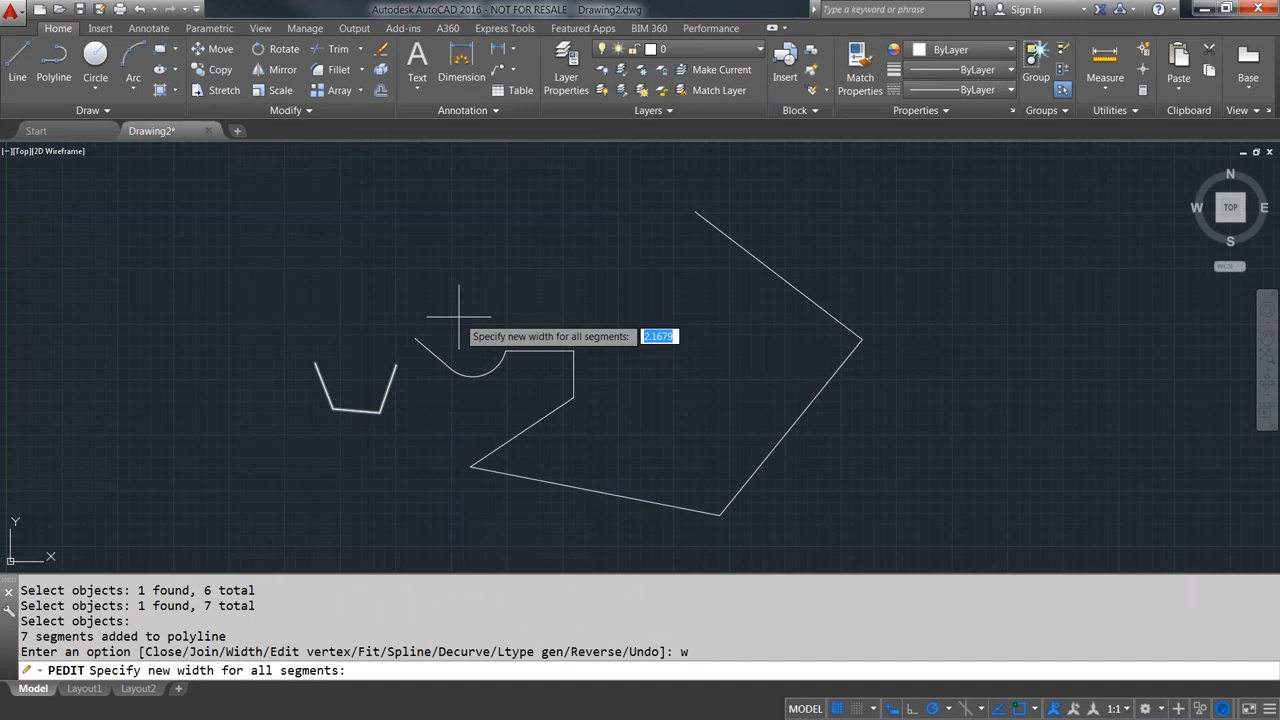 Autodesk AutoCAD 2016 - NOT FOR RESALE Drawing2.dwg
Type a keyword or phrase
Sign In
Home Insert Annotate Parametric View Manage Output Add-ins A360 Express Tools Featured Apps BIM 360 Performance
Line Polyline Circle Arc
Move Rotate Trim
Copy Mirror Fillet
Stretch Scale Array
Text Dimension Table
Layer Properties
0
Make Current
Match Layer
Insert
Match Properties
ByLayer
ByLayer
ByLayer
Group
Measure
Paste
Base
Draw Modify Annotation Layers Block Properties Groups Utilities Clipboard View
Start Drawing2*
[−][Top][2D Wireframe]
N
W TOP E
S
WCS
Specify new width for all segments: 2.1679
Y
X
Select objects: 1 found, 6 total
Select objects: 1 found, 7 total
Select objects:
7 segments added to polyline
Enter an option [Close/Join/Width/Edit vertex/Fit/Spline/Decurve/Ltype gen/Reverse/Undo]: w
PEDIT Specify new width for all segments:
Model Layout1 Layout2
MODEL 1:1